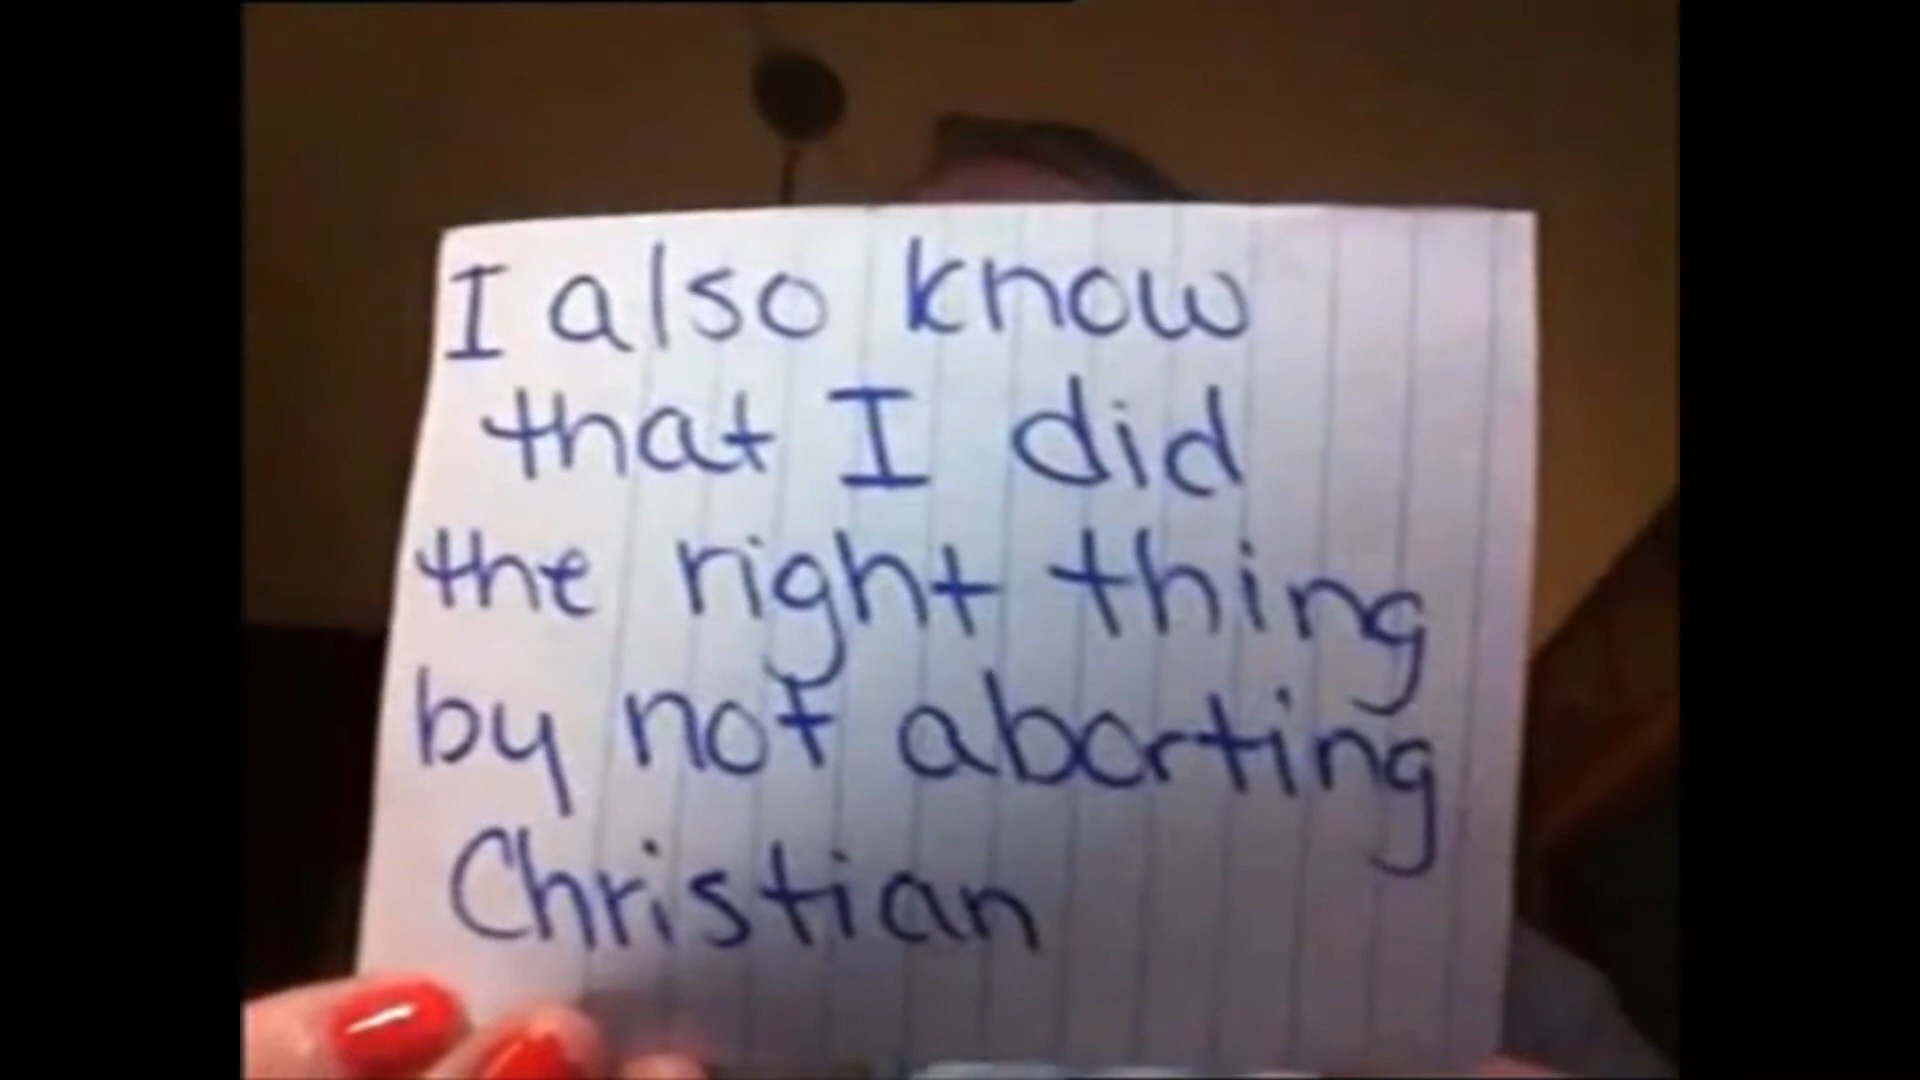 I also know
that I did
the right thing
by not aborting
Christian